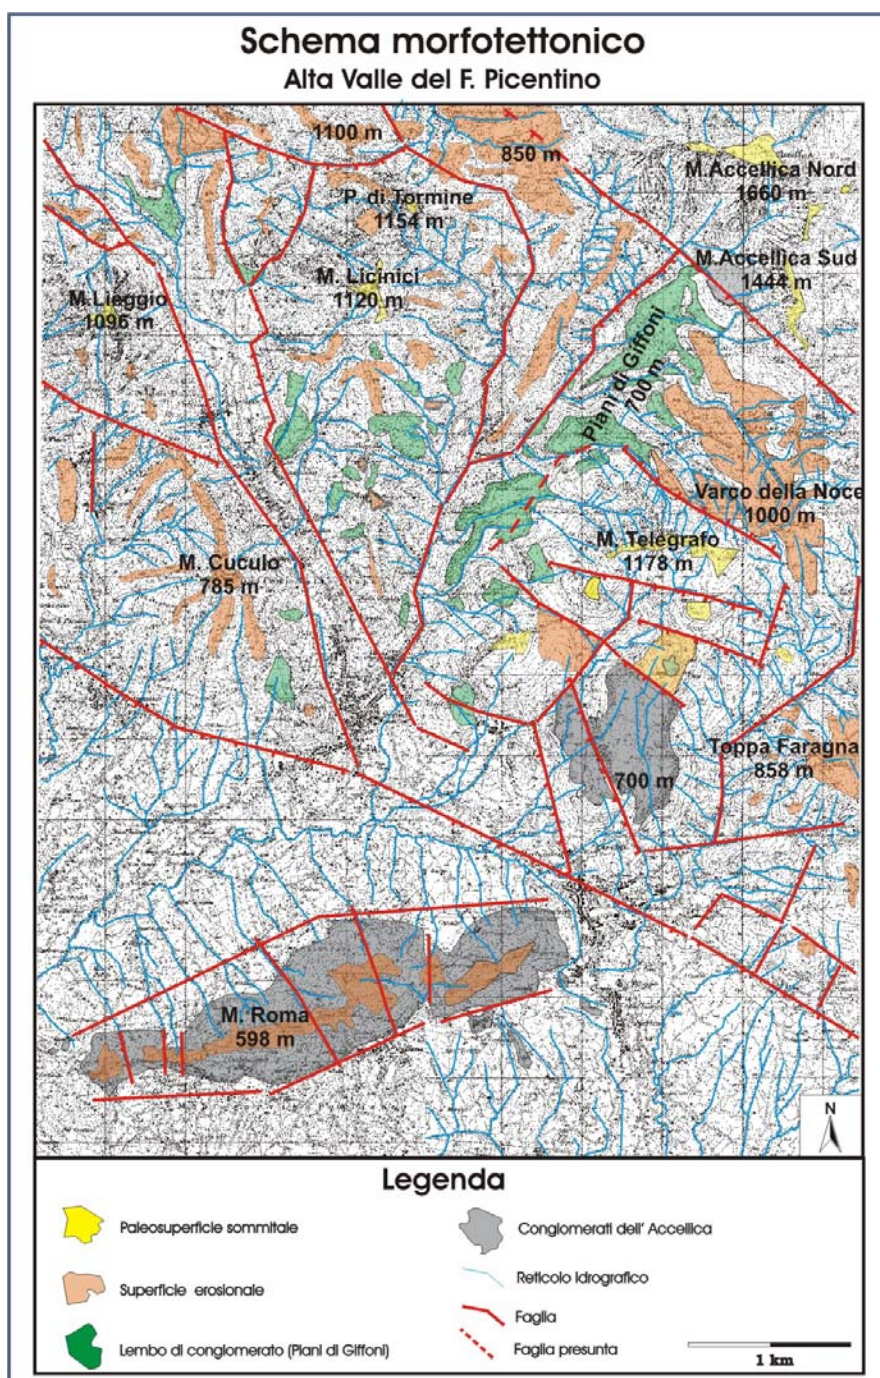 Schema morfotettonico
Alta Valle del F. Picentino
1100 m
850 m
M.Accellica Nord
1660 m
P. di Tormine
1154 m
M.Accellica Sud
1444 m
M. Licinici
1120 m
M.Lieggio
1096 m
Piani di Giffoni
700 m
Varco della Noce
1000 m
M. Telegrafo
1178 m
M. Cuculo
785 m
Toppa Faragna
858 m
700 m
M. Roma
598 m
N
Legenda
Paleosuperficie sommitale
Conglomerati dell' Accellica
Superficie erosionale
Reticolo idrografico
Faglia
Lembo di conglomerato (Piani di Giffoni)
Faglia presunta
1 km